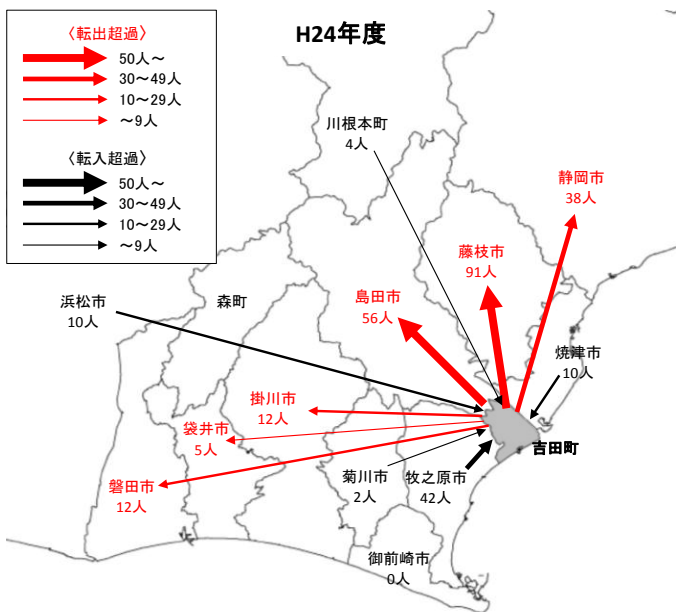 H24年度
〈転出超過〉
50人～
30～49人
10～29人
～9人
〈転入超過〉
50人～
30～49人
10～29人
～9人
川根本町
4人
静岡市
38人
藤枝市
91人
島田市
56人
浜松市
10人
森町
焼津市
10人
掛川市
12人
袋井市
5人
磐田市
12人
菊川市
2人
牧之原市
42人
吉田町
御前崎市
0人